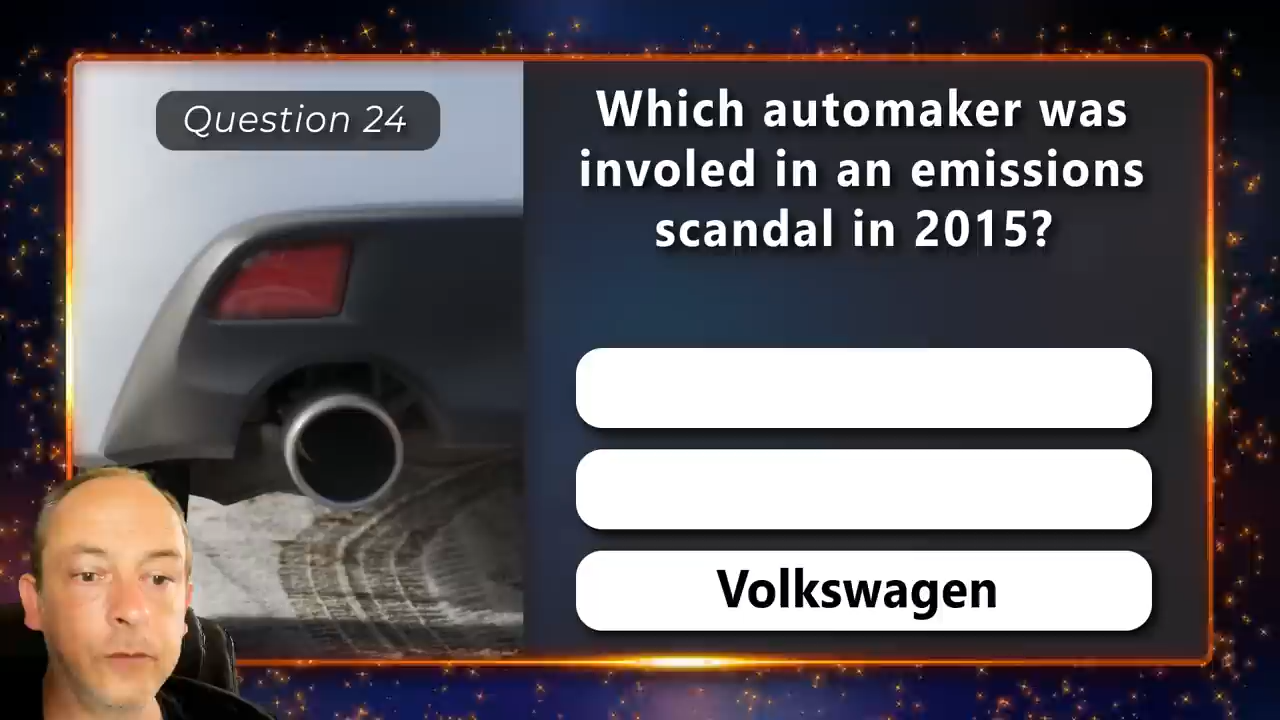 Question 24
Which automaker was
involed in an emissions
scandal in 2015?
Volkswagen